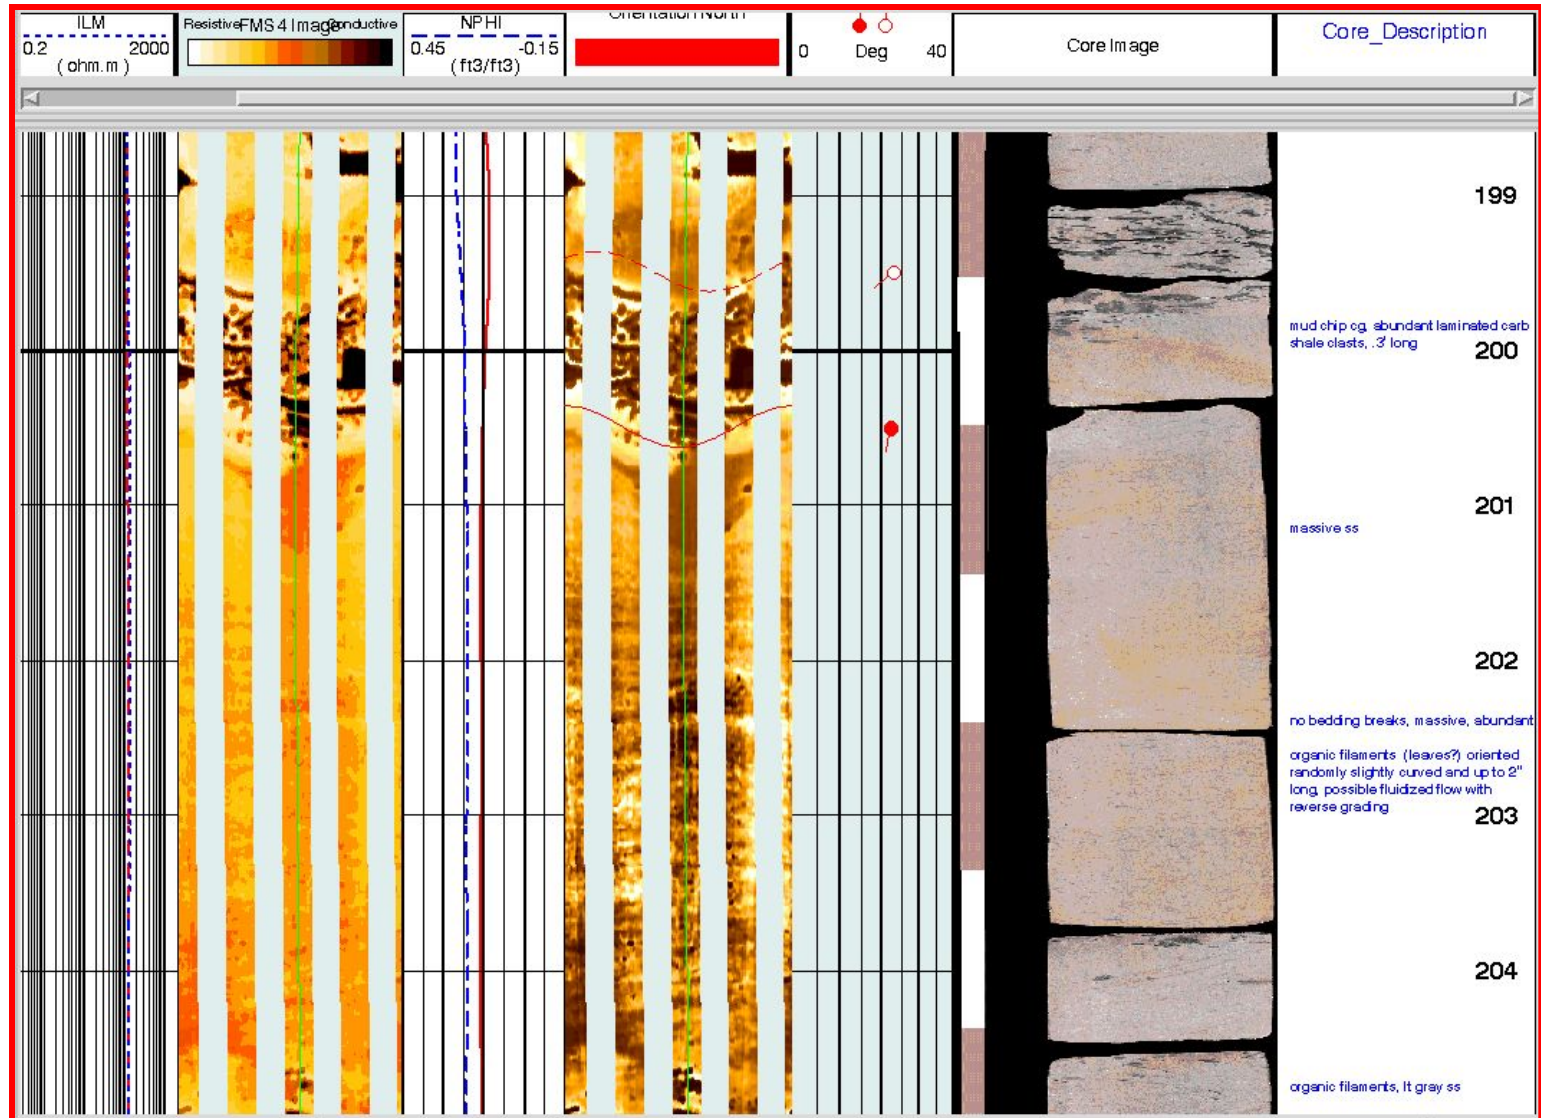 ILM
0.2 2000
( ohm.m )
Resistive FMS 4 Image Conductive
NPHI
0.45 -0.15
(ft3/ft3)
Orientation North
0 Deg 40
Core Image
Core_Description
199
mud chip cg, abundant laminated carb
shale clasts, .3' long
200
201
massive ss
202
no bedding breaks, massive, abundant
organic filaments (leaves?) oriented
randomly slightly curved and up to 2"
long, possible fluidized flow with
reverse grading
203
204
organic filaments, lt gray ss